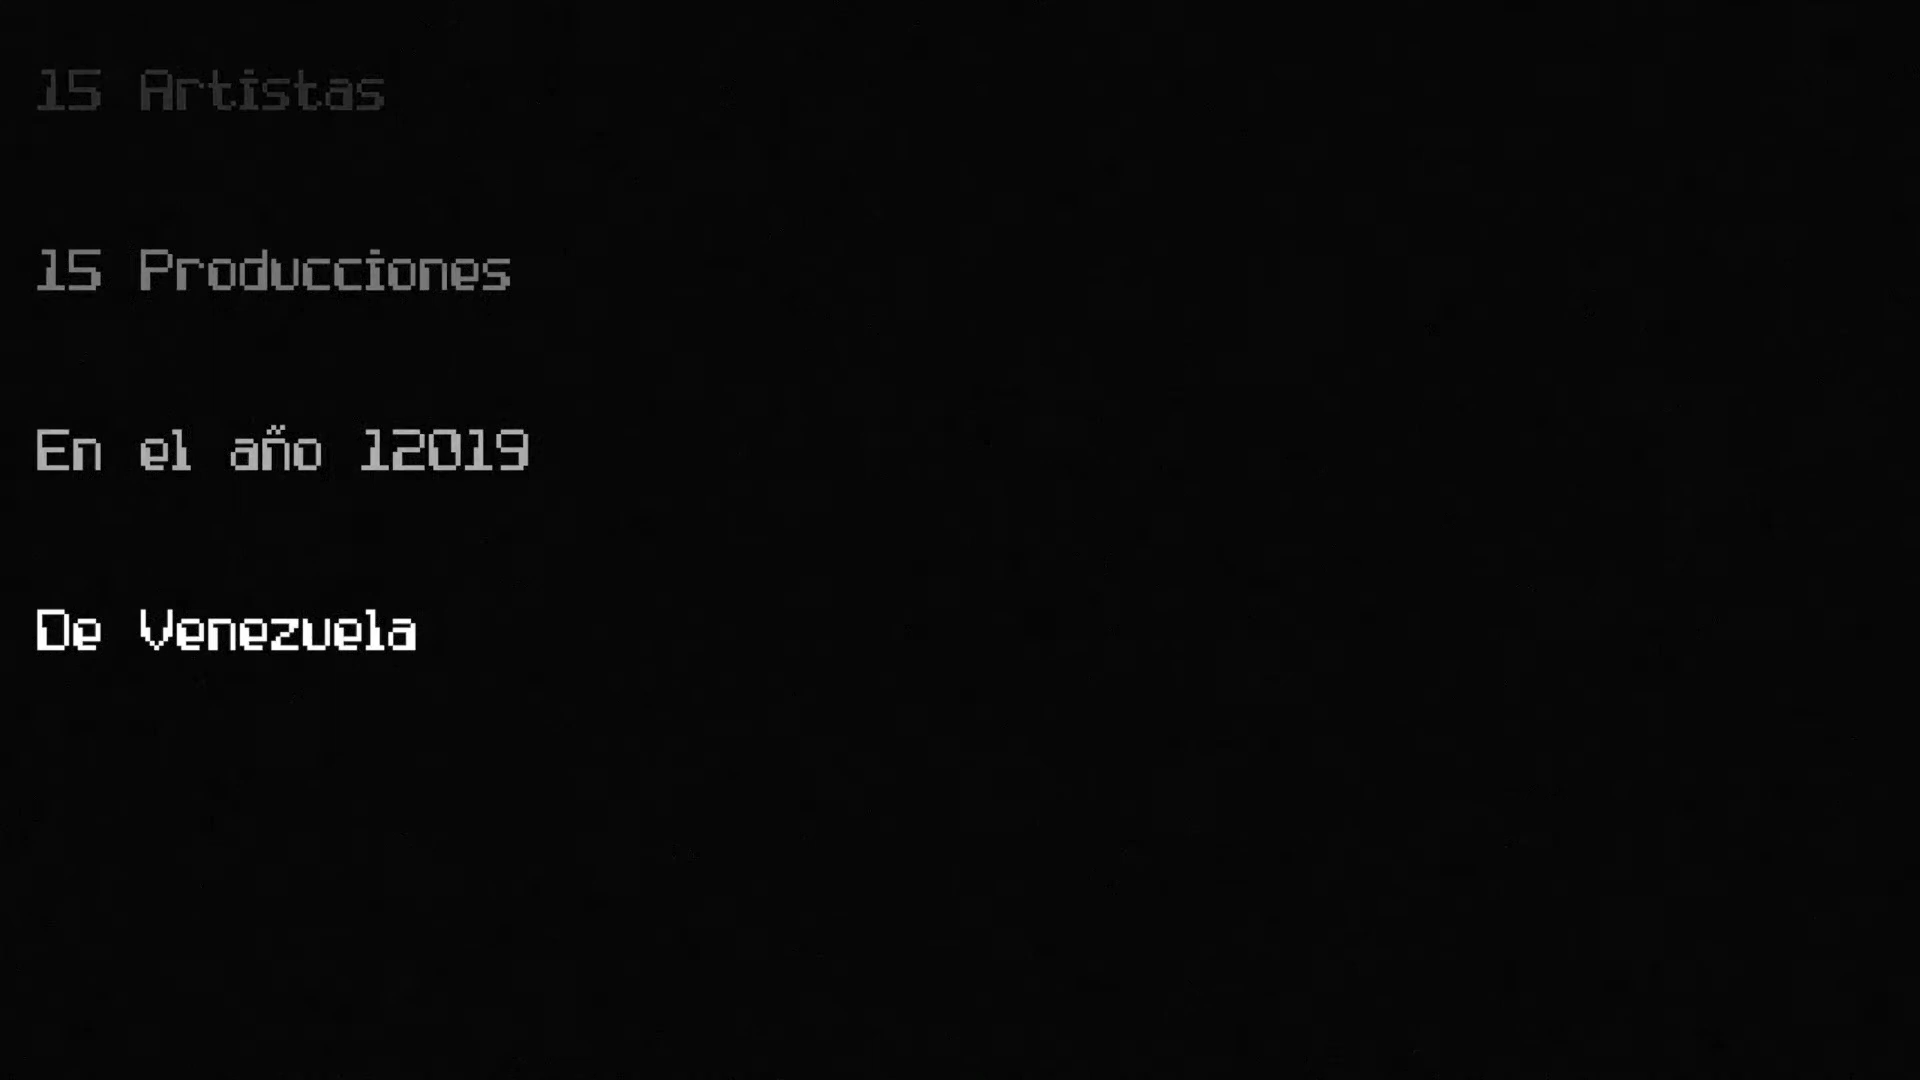 15 Artistas
15 Producciones
En el año 12019
De Venezuela